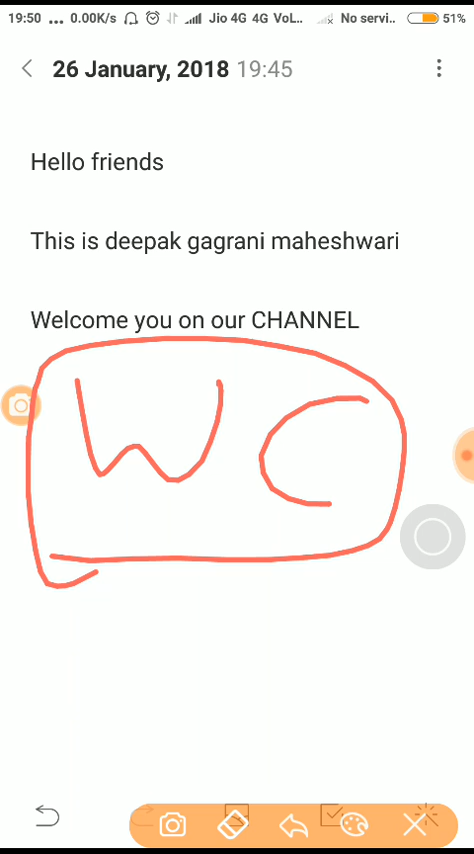 19:50 ... 0.00K/s Jio 4G 4G VoL.. No servi.. 51%
26 January, 2018 19:45
Hello friends
This is deepak gagrani maheshwari
Welcome you on our CHANNEL
W C